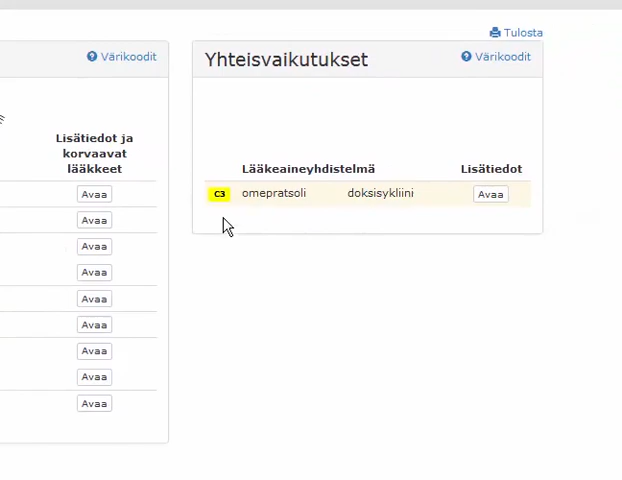 Tulosta
Värikoodit
Yhteisvaikutukset
Värikoodit
Lisätiedot ja
korvaavat
lääkkeet
Lääkeaineyhdistelmä
Lisätiedot
Avaa
Avaa
Avaa
Avaa
Avaa
Avaa
Avaa
Avaa
Avaa
C3 omepratsoli doksisykliini Avaa